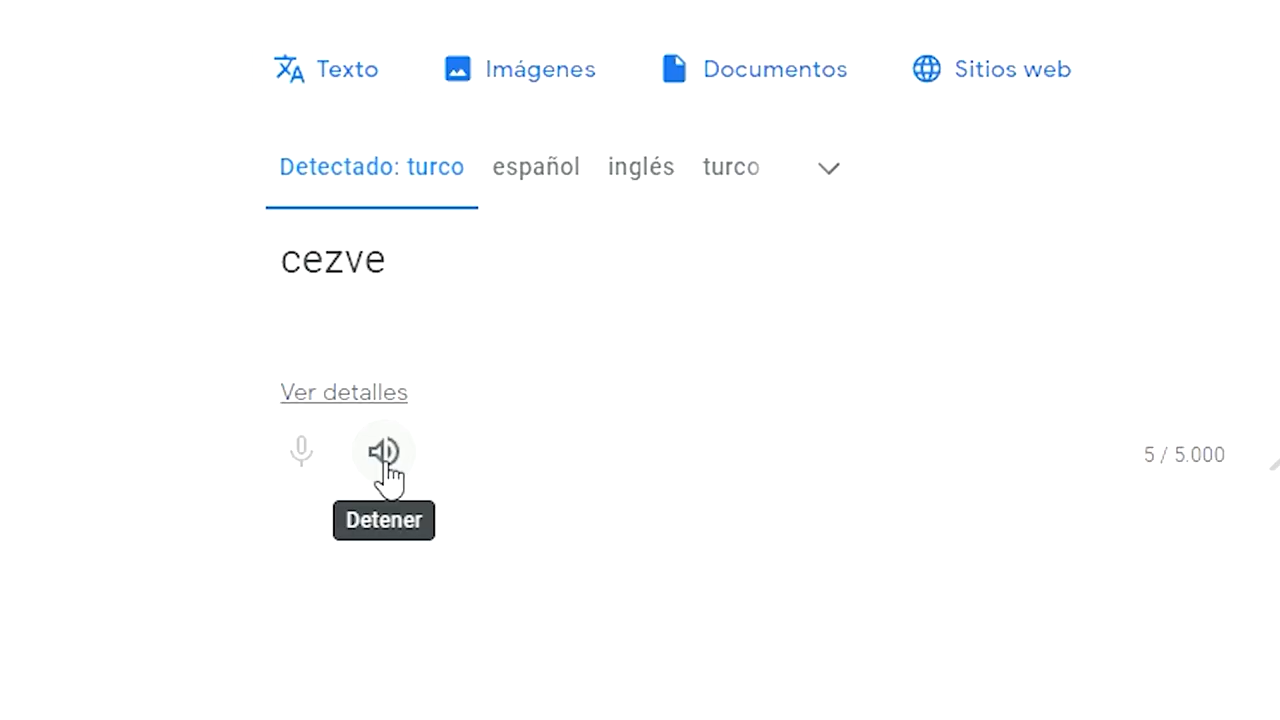 Texto Imágenes Documentos Sitios web
Detectado: turco español inglés turco
cezve
Ver detalles
5 / 5.000
Detener